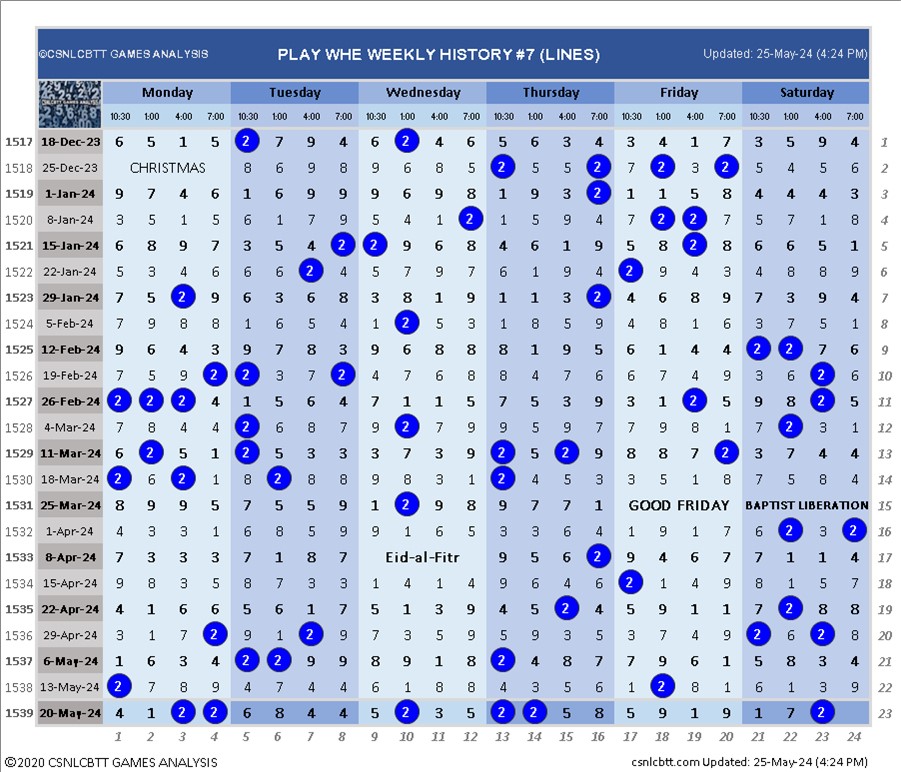 ©CSNLCBTT GAMES ANALYSIS PLAY WHE WEEKLY HISTORY #7 (LINES) Updated: 25-May-24 (4:24 PM)
Monday Tuesday Wednesday Thursday Friday Saturday
10:30 1:00 4:00 7:00 10:30 1:00 4:00 7:00 10:30 1:00 4:00 7:00 10:30 1:00 4:00 7:00 10:30 1:00 4:00 7:00 10:30 1:00 4:00 7:00
1517 18-Dec-23 6 5 1 5 2 7 9 4 6 2 4 6 5 6 3 4 3 4 1 7 3 5 9 4 1
1518 25-Dec-23 CHRISTMAS 8 6 9 8 9 6 8 5 2 5 6 2 7 2 3 2 5 4 5 6 2
1519 1-Jan-24 9 7 4 6 1 6 9 9 9 6 9 8 1 9 3 2 1 1 5 8 4 4 4 3 3
1520 8-Jan-24 3 5 1 5 6 1 7 9 5 4 1 2 1 5 9 4 7 2 2 7 5 7 1 8 4
1521 15-Jan-24 6 8 9 7 3 5 4 2 2 9 6 8 4 6 1 9 5 8 2 8 6 6 5 1 5
1522 22-Jan-24 5 3 4 6 6 6 2 4 5 7 9 7 6 1 9 4 2 9 4 3 4 8 8 9 6
1523 29-Jan-24 7 5 2 9 6 3 6 8 3 8 1 9 1 1 3 2 4 6 8 9 7 3 9 4 7
1524 5-Feb-24 7 9 8 8 1 6 5 4 1 2 5 3 1 8 5 9 4 8 1 6 3 7 5 1 8
1525 12-Feb-24 9 6 4 3 9 7 8 3 9 6 8 8 8 1 9 5 6 1 4 4 2 2 7 6 9
1526 19-Feb-24 7 5 9 2 2 3 7 2 4 7 6 8 8 4 7 6 6 7 4 9 3 6 2 6 10
1527 26-Feb-24 2 2 2 4 1 5 6 4 7 1 1 5 7 5 3 9 3 1 2 5 9 8 2 5 11
1528 4-Mar-24 7 8 4 4 2 6 8 7 9 2 7 9 9 5 9 7 7 9 8 1 7 2 3 1 12
1529 11-Mar-24 6 2 5 1 2 5 3 3 3 7 3 9 2 5 2 9 8 8 7 2 3 7 4 4 13
1530 18-Mar-24 2 6 2 1 8 2 8 8 9 8 3 1 2 4 5 3 3 5 1 8 7 5 8 4 14
1531 25-Mar-24 8 9 9 5 7 5 5 9 1 2 9 8 9 7 7 1 GOOD FRIDAY BAPTIST LIBERATION 15
1532 1-Apr-24 4 3 3 1 6 8 5 9 9 1 6 5 3 3 6 4 1 9 1 7 6 2 3 2 16
1533 8-Apr-24 7 3 3 3 7 1 8 7 Eid-al-Fitr 9 5 6 2 9 4 6 7 7 1 1 4 17
1534 15-Apr-24 9 8 3 5 8 7 3 3 1 4 1 4 9 6 4 6 2 1 4 9 8 1 5 7 18
1535 22-Apr-24 4 1 6 6 5 6 1 7 5 1 3 9 4 5 2 4 5 9 1 1 7 2 8 8 19
1536 29-Apr-24 3 1 7 2 9 1 2 9 7 3 5 9 5 9 3 5 3 7 4 9 2 6 2 8 20
1537 6-May-24 1 6 3 4 2 2 9 9 8 9 1 8 2 4 8 7 7 9 6 1 5 8 3 4 21
1538 13-May-24 2 7 8 9 4 7 4 4 6 1 8 8 4 3 5 6 1 2 8 1 6 1 3 9 22
1539 20-May-24 4 1 2 2 6 8 4 4 5 2 3 5 2 2 5 8 5 9 1 9 1 7 2 23
1 2 3 4 5 6 7 8 9 10 11 12 13 14 15 16 17 18 19 20 21 22 23 24
©2020 CSNLCBTT GAMES ANALYSIS csnlcbtt.com Updated: 25-May-24 (4:24 PM)